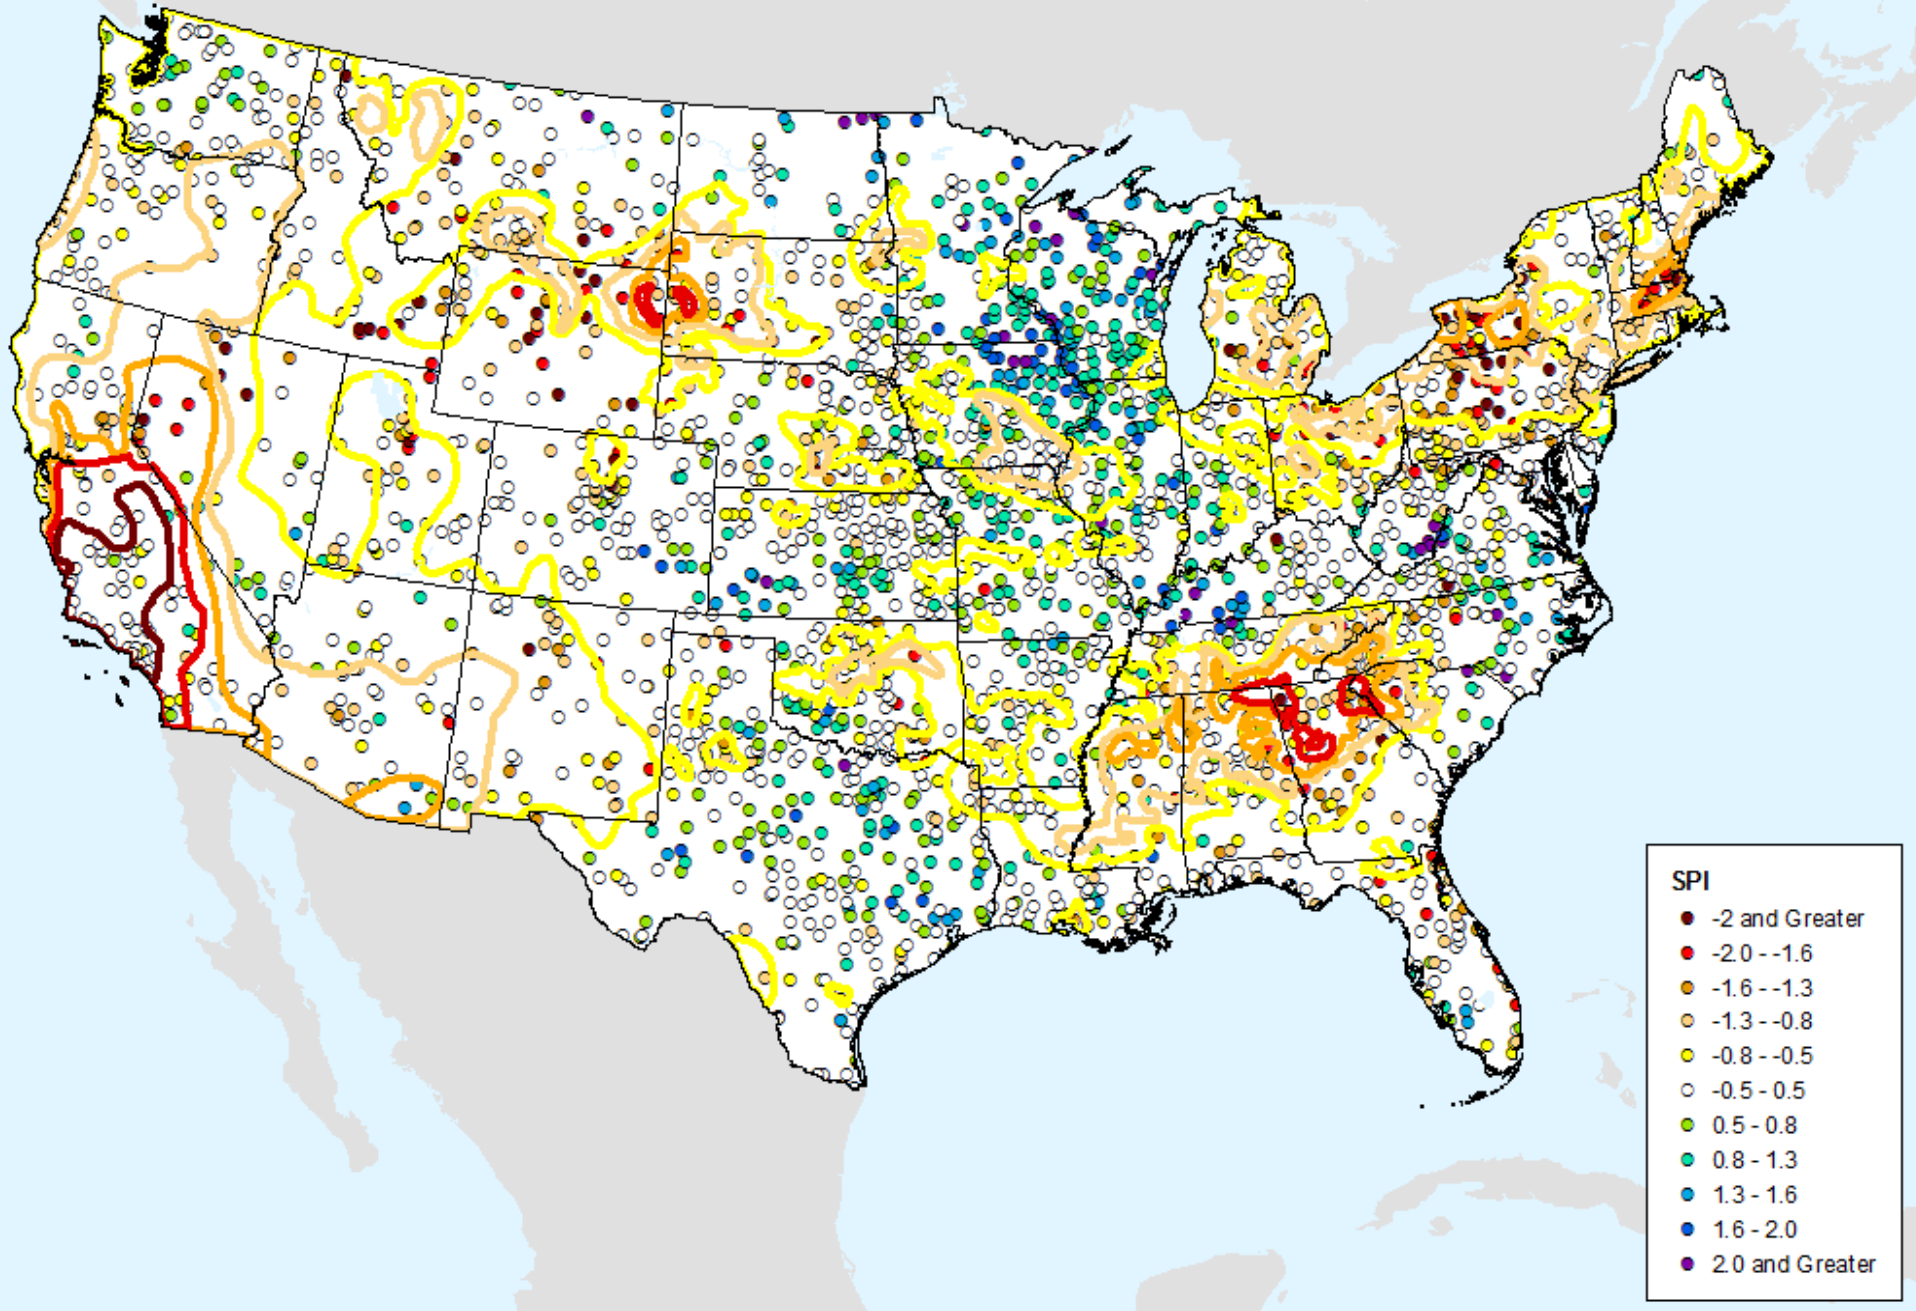 SPI
-2 and Greater
-2.0 - -1.6
-1.6 - -1.3
-1.3 - -0.8
-0.8 - -0.5
-0.5 - 0.5
0.5 - 0.8
0.8 - 1.3
1.3 - 1.6
1.6 - 2.0
2.0 and Greater